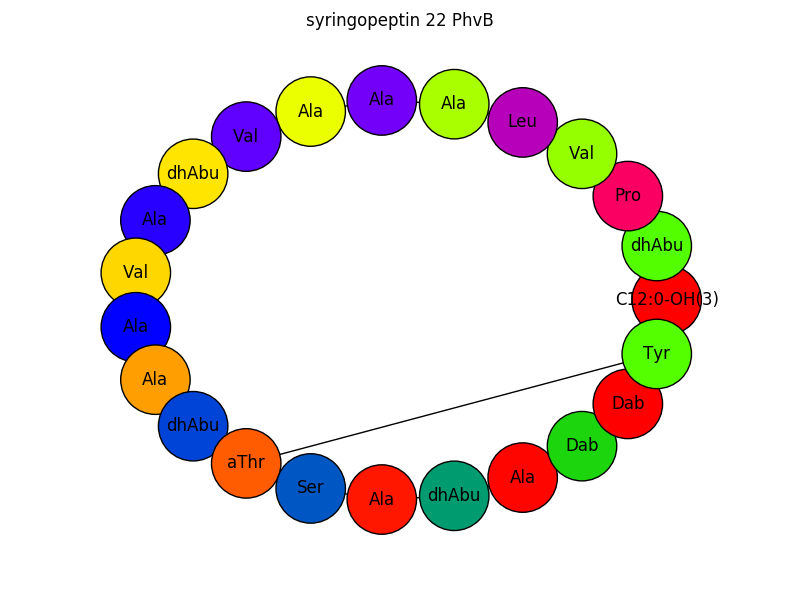 syringopeptin 22 PhvB
Ala
Ala
Ala
Leu
Val
Val
dhAbu
Pro
Ala
dhAbu
Val
C12:0-OH(3)
Ala
Tyr
Ala
Dab
dhAbu
Dab
aThr
Ala
Ser
dhAbu
Ala